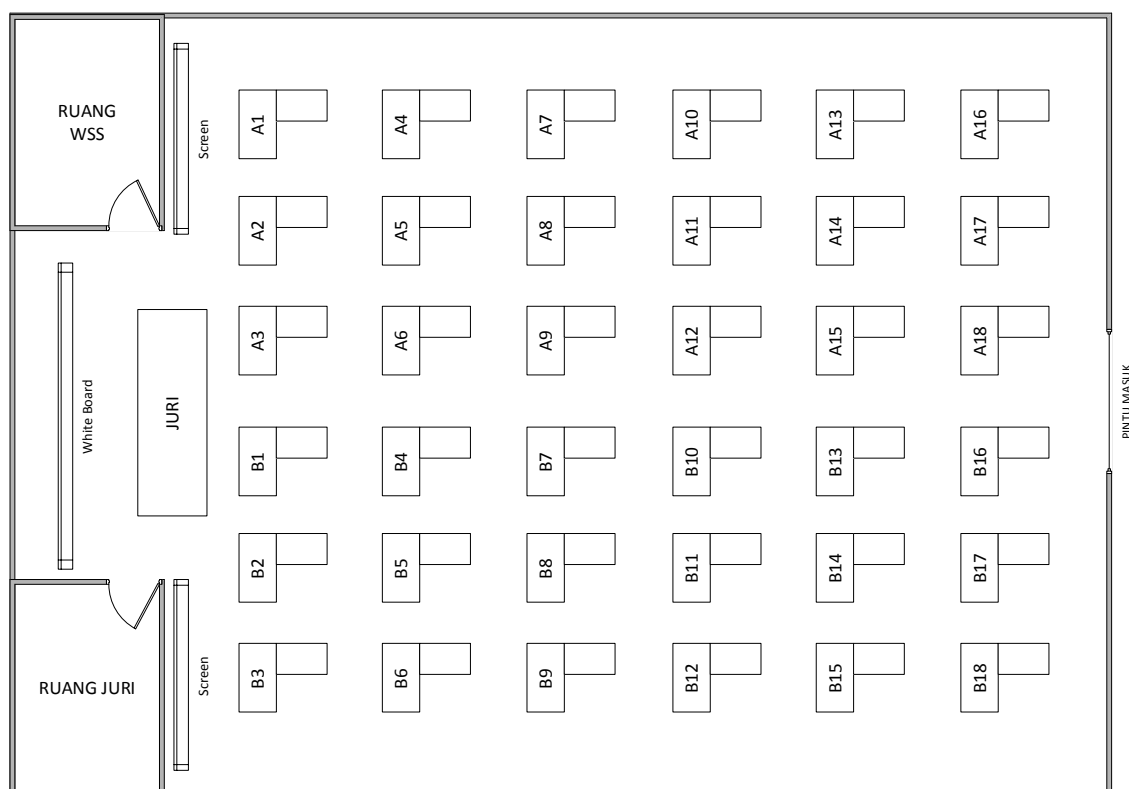 RUANG
WSS
Screen
A1
A4
A7
A10
A13
A16
A2
A5
A8
A11
A14
A17
A3
A6
A9
A12
A15
A18
White Board
JURI
PINTU MASUK
B1
B4
B7
B10
B13
B16
B2
B5
B8
B11
B14
B17
RUANG JURI
Screen
B3
B6
B9
B12
B15
B18